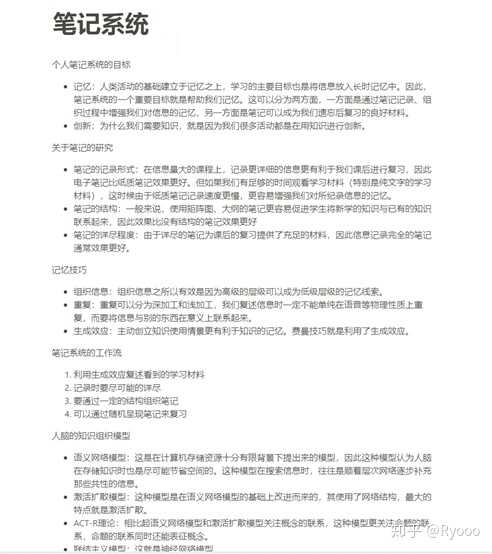 笔记系统
个人笔记系统的目标
• 记忆：人类活动的基础建立于记忆之上，学习的主要目标也是将信息放入长时记忆中。因此，
笔记系统的一个重要目标就是帮助我们记忆。这可以分为两方面，一方面是通过笔记记录、组
织过程中增强我们对信息的记忆，另一方面是笔记可以成为我们遗忘后复习的良好材料。
• 创新：为什么我们需要知识，就是因为我们很多活动都是在用知识进行创新。
关于笔记的研究
• 笔记的记录形式：在信息量大的课程上，记录更详细的信息更有利于我们课后进行复习，因此
电子笔记比纸质笔记效果更好。但如果我们有足够的时间观看学习材料（特别是纯文字的学习
材料），这时候由于纸质笔记记录速度更慢，更容易增强我们对所纪录信息的记忆。
• 笔记的结构：一般来说，使用矩阵图、大纲的笔记更容易促进学生将新学的知识与已有的知识
联系起来，因此效果比没有结构的笔记效果更好
• 笔记的详尽程度：由于详尽的笔记为课后的复习提供了充足的材料，因此信息记录完全的笔记
通常效果更好。
记忆技巧
• 组织信息：组织信息之所以有效是因为高级的层级可以成为低级层级的记忆线索。
• 重复：重复可以分为深加工和浅加工，我们复述信息时一定不能单纯在语音等物理性质上重
复，而要将信息与别的东西在意义上联系起来。
• 生成效应：主动创立知识使用情景更有利于知识的记忆。费曼技巧就是利用了生成效应。
笔记系统的工作流
1. 利用生成效应复述看到的学习材料
2. 记录时要尽可能的详尽
3. 要通过一定的结构组织笔记
4. 可以通过随机呈现笔记来复习
人脑的知识组织模型
• 语义网络模型：这是在计算机存储资源十分有限背景下提出来的模型，因此这种模型认为人脑
在存储知识时也是尽可能节省空间的。这种模型在搜索信息时，往往是顺着层次网络逐步补充
那些共性的信息。
• 激活扩散模型：这种模型是在语义网络模型的基础上改进而来的，其使用了网络结构，最大的
特点就是激活扩散。
• ACT-R理论：相比起语义网络模型和激活扩散模型关注概念的联系，这种模型更关注命题的联
系，命题的联系同时还能表征概念。
• 联结主义模型：这就是神经网络模型
知乎 @Ryooo